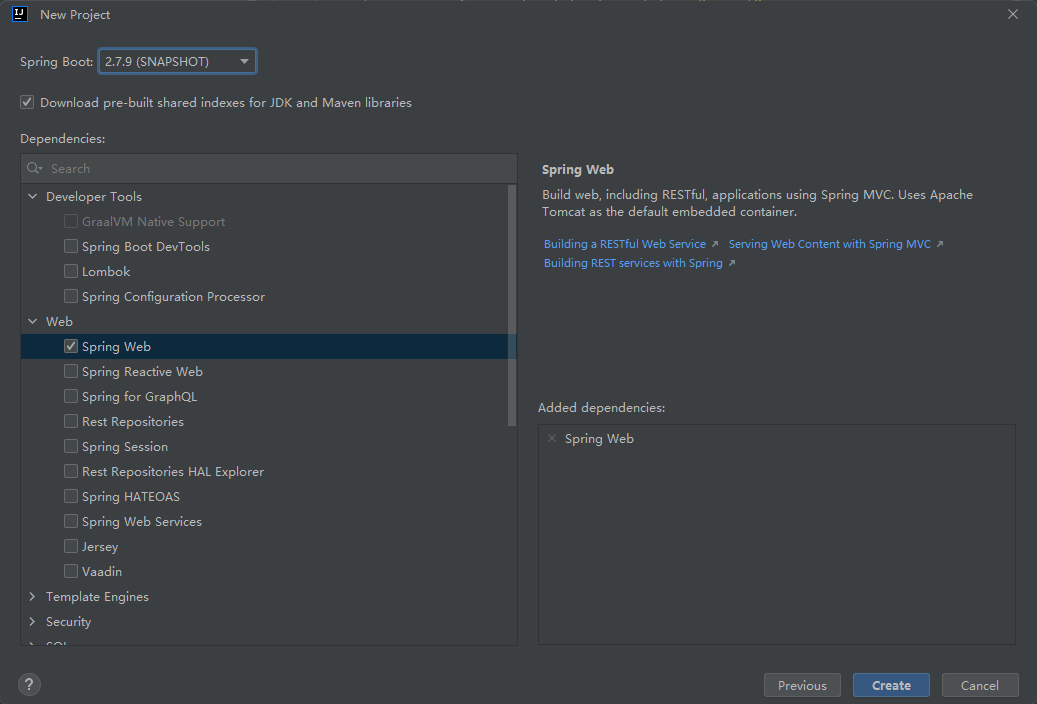 IJ New Project
Spring Boot: 2.7.9 (SNAPSHOT)
Download pre-built shared indexes for JDK and Maven libraries
Dependencies:
Search
Developer Tools
GraalVM Native Support
Spring Boot DevTools
Lombok
Spring Configuration Processor
Web
Spring Web
Spring Reactive Web
Spring for GraphQL
Rest Repositories
Spring Session
Rest Repositories HAL Explorer
Spring HATEOAS
Spring Web Services
Jersey
Vaadin
Template Engines
Security
Spring Web
Build web, including RESTful, applications using Spring MVC. Uses Apache
Tomcat as the default embedded container.
Building a RESTful Web Service Serving Web Content with Spring MVC
Building REST services with Spring
Added dependencies:
Spring Web
?
Previous Create Cancel